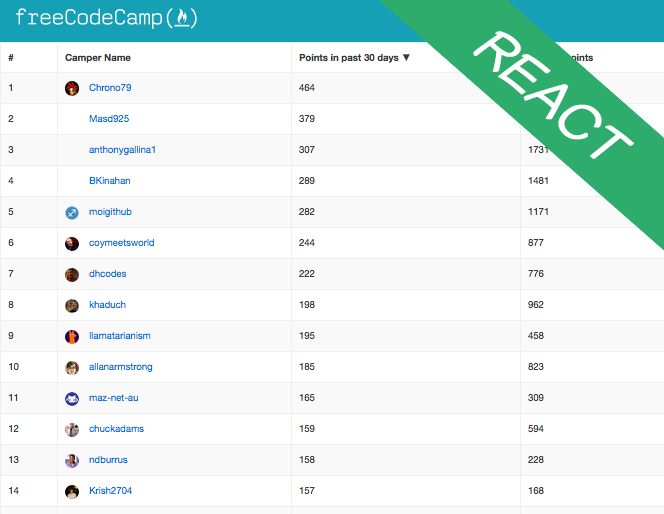 freeCodeCamp(🔥)
REACT
# Camper Name Points in past 30 days ▼ points
1 Chrono79 464
2 Masd925 379
3 anthonygallina1 307 1731
4 BKinahan 289 1481
5 moigithub 282 1171
6 coymeetsworld 244 877
7 dhcodes 222 776
8 khaduch 198 962
9 llamatarianism 195 458
10 allanarmstrong 185 823
11 maz-net-au 165 309
12 chuckadams 159 594
13 ndburrus 158 228
14 Krish2704 157 168